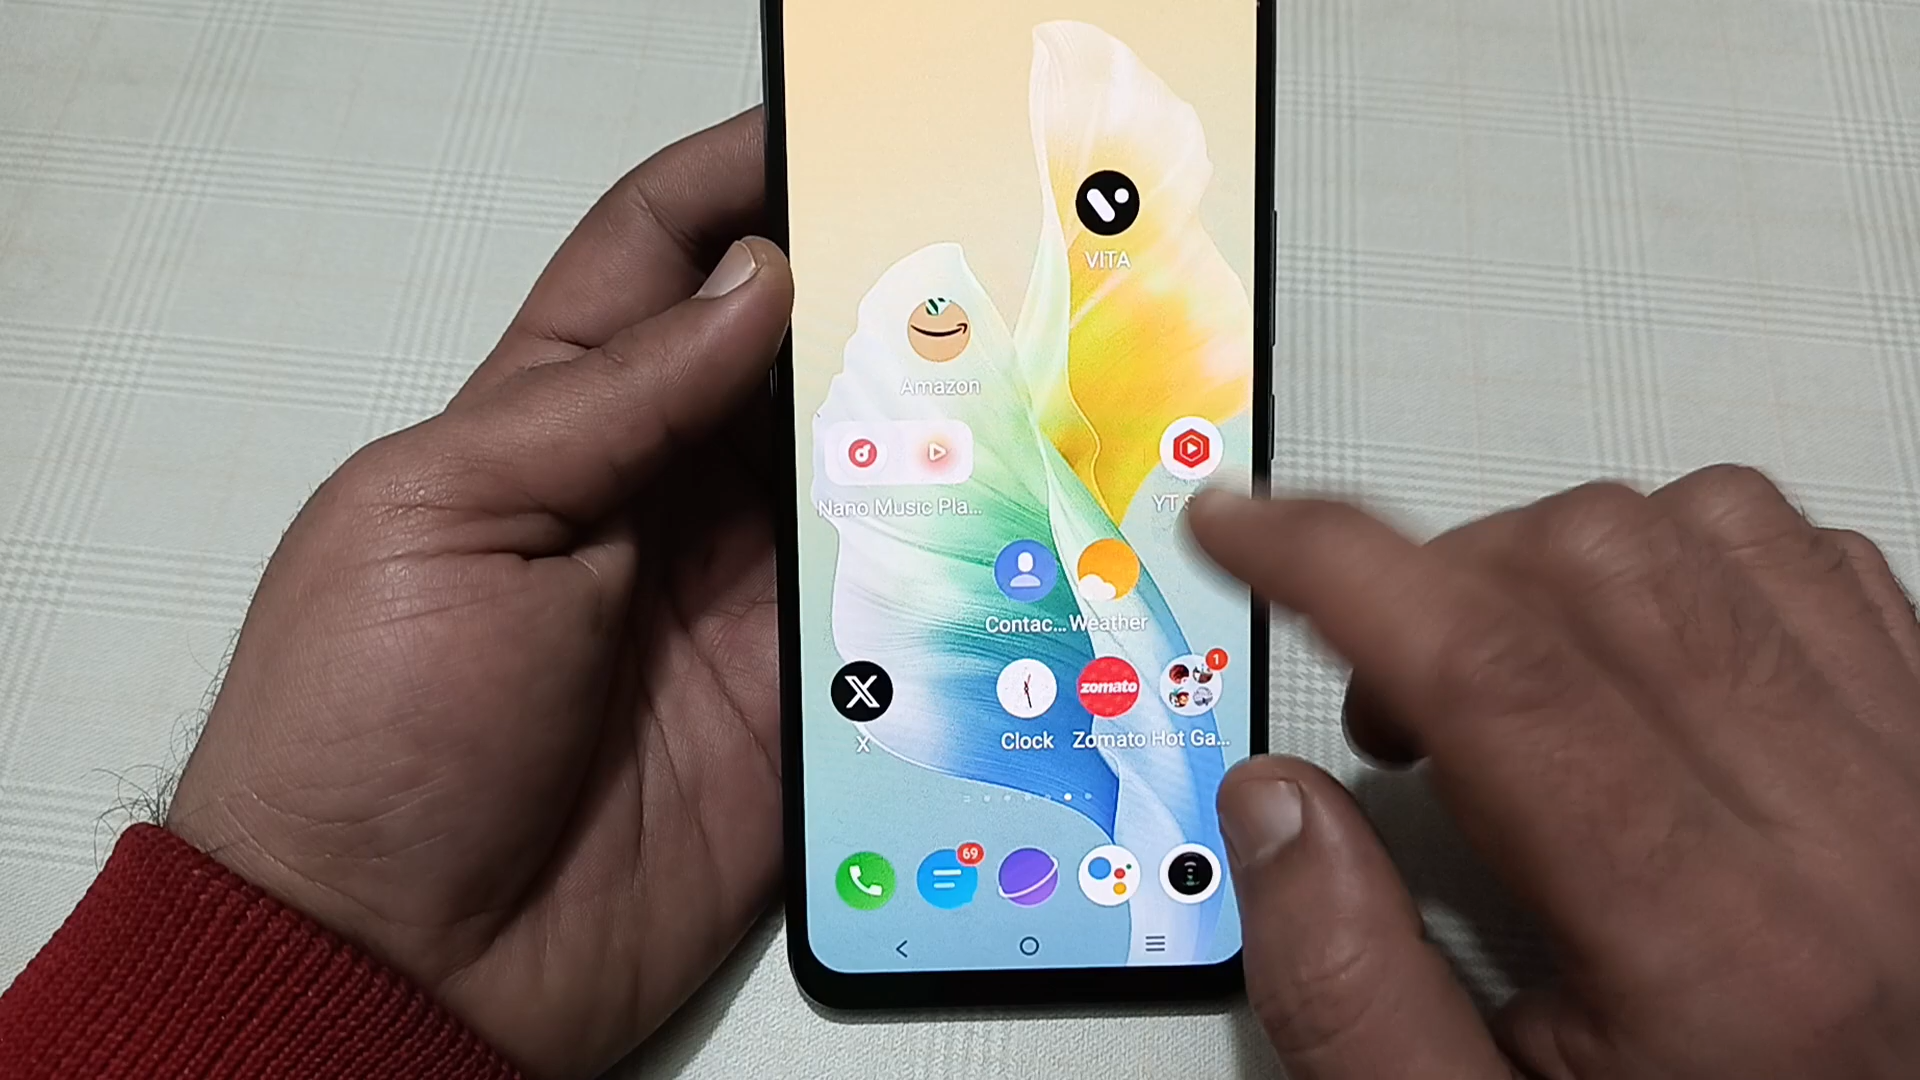 VITA
Amazon
Nano Music Pla...
YT
Contac...
Weather
zomato
1
X
Clock
Zomato
Hot Ga...
69